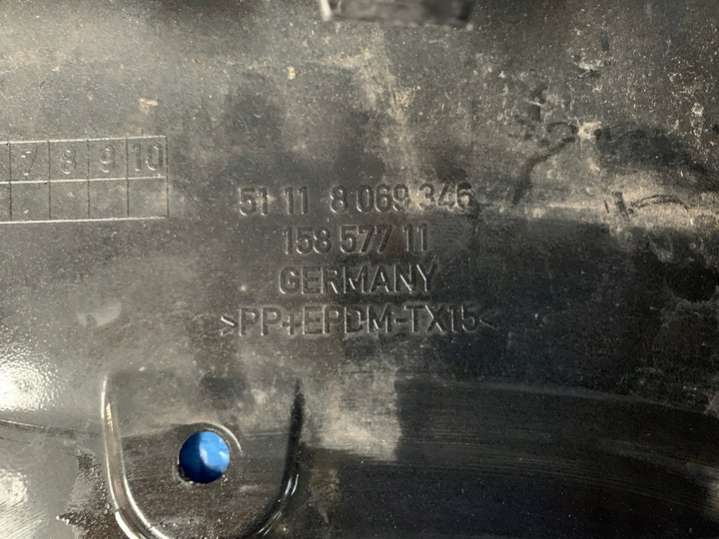 7 8 9 10
51 11 8 069 346
158 577 11
GERMANY
>PP+EPDM-TX15<